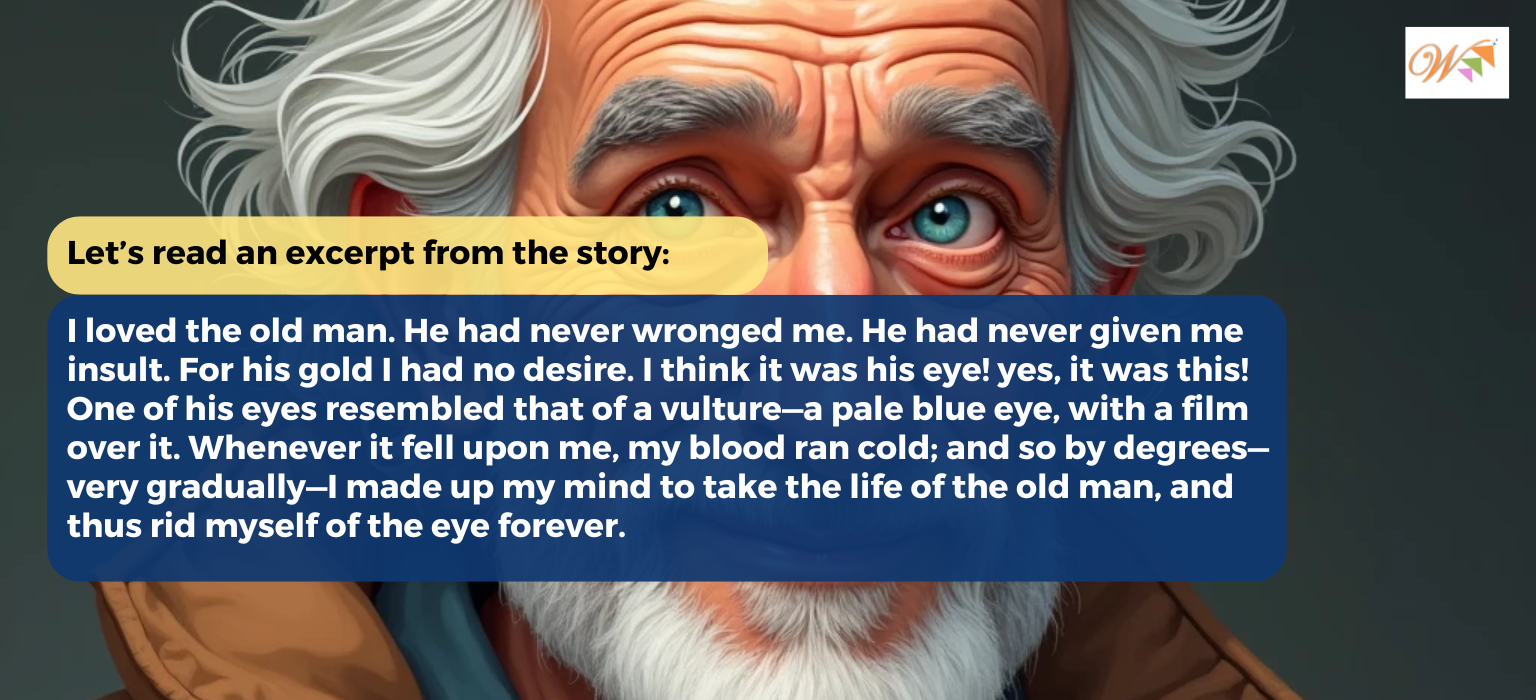 Let’s read an excerpt from the story:
I loved the old man. He had never wronged me. He had never given me
insult. For his gold I had no desire. I think it was his eye! yes, it was this!
One of his eyes resembled that of a vulture—a pale blue eye, with a film
over it. Whenever it fell upon me, my blood ran cold; and so by degrees—
very gradually—I made up my mind to take the life of the old man, and
thus rid myself of the eye forever.
W